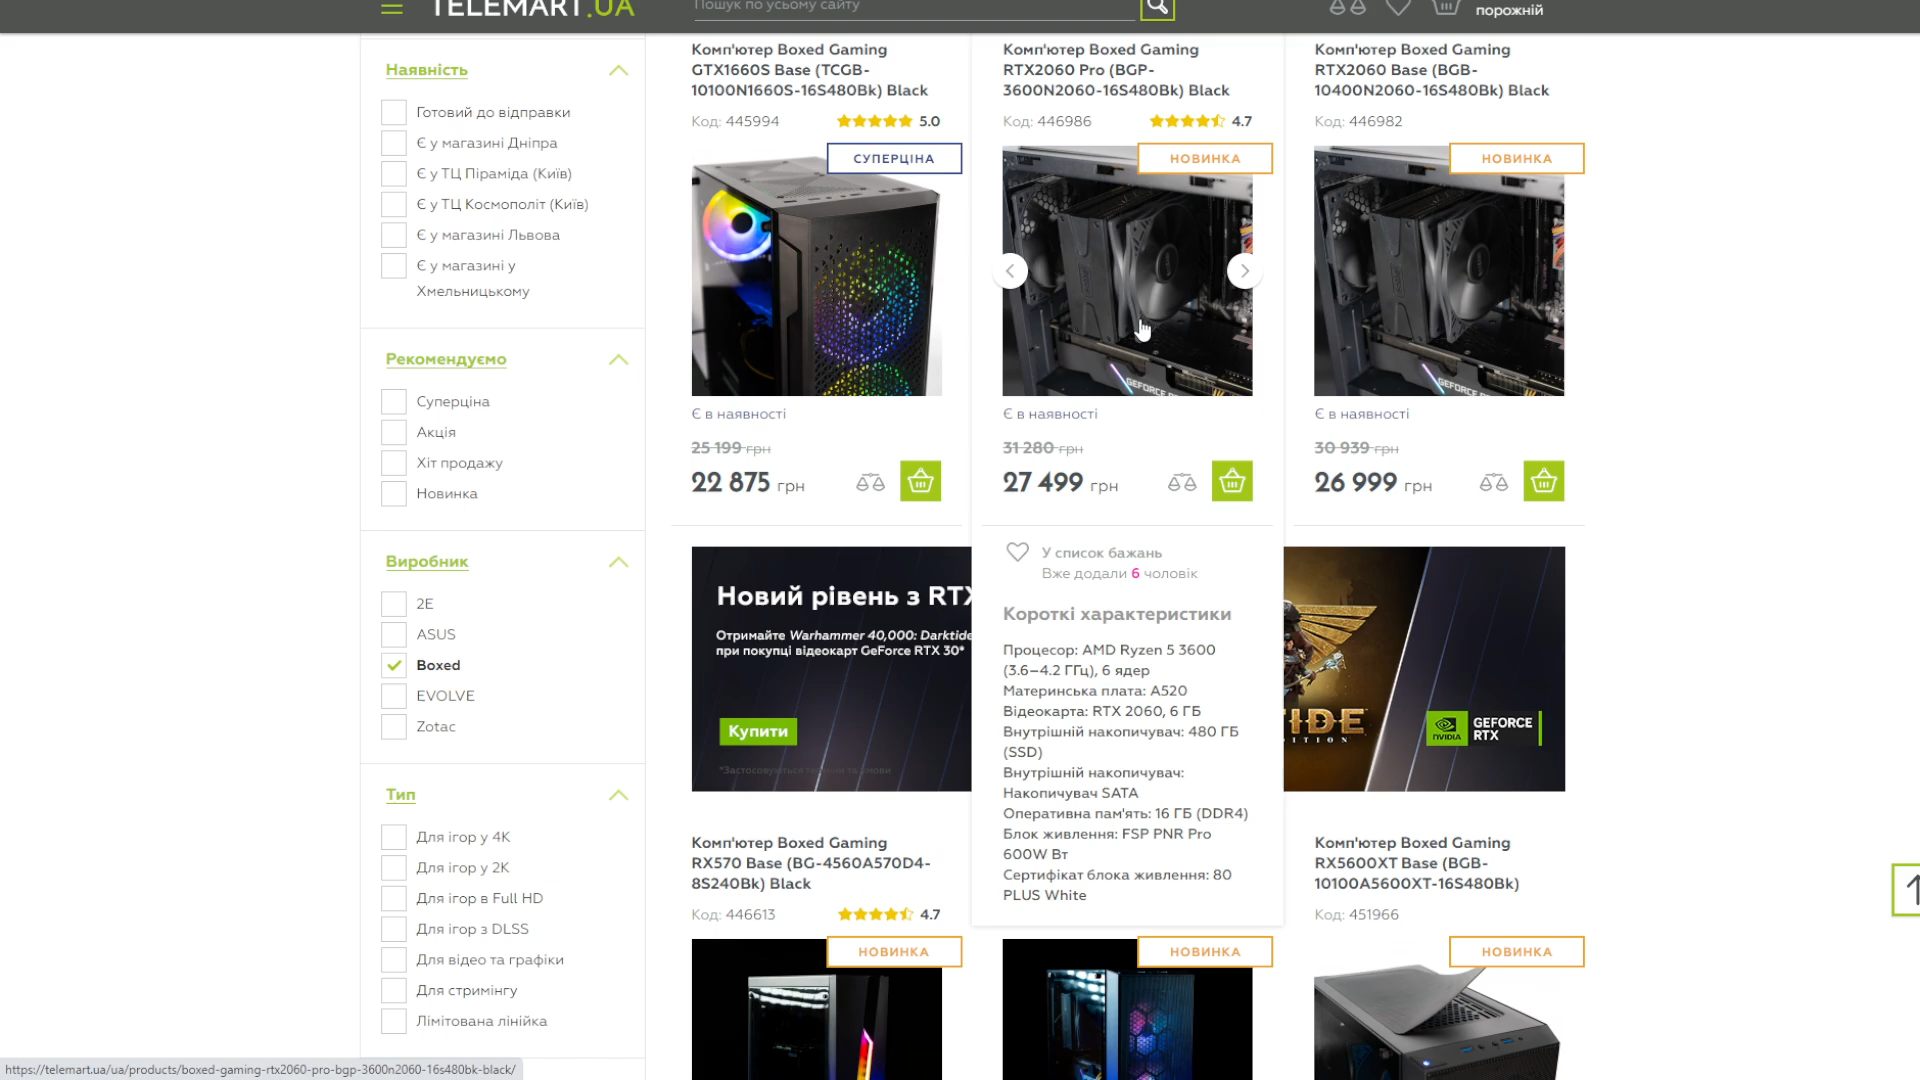 TELEMART.UA
Пошук по усьому сайту
порожній
Наявність
Готовий до відправки
Є у магазині Дніпра
Є у ТЦ Піраміда (Київ)
Є у ТЦ Космополіт (Київ)
Є у магазині Львова
Є у магазині у
Хмельницькому
Рекомендуємо
Суперціна
Акція
Хіт продажу
Новинка
Виробник
2E
ASUS
Boxed
EVOLVE
Zotac
Тип
Для ігор у 4K
Для ігор у 2K
Для ігор в Full HD
Для ігор з DLSS
Для відео та графіки
Для стримінгу
Лімітована лінійка
Комп'ютер Boxed Gaming
GTX1660S Base (TCGB-
10100N1660S-16S480Bk) Black
Код: 445994
5.0
СУПЕРЦІНА
Є в наявності
25 199 грн
22 875 грн
Комп'ютер Boxed Gaming
RTX2060 Pro (BGP-
3600N2060-16S480Bk) Black
Код: 446986
4.7
НОВИНКА
GEFORCE
Є в наявності
31 280 грн
27 499 грн
Комп'ютер Boxed Gaming
RTX2060 Base (BGB-
10400N2060-16S480Bk) Black
Код: 446982
НОВИНКА
GEFORCE
Є в наявності
30 939 грн
26 999 грн
Новий рівень з RTX
Отримайте Warhammer 40,000: Darktide
при покупці відеокарт GeForce RTX 30*
Купити
*Застосовуються терміни та умови
У список бажань
Вже додали 6 чоловік
Короткі характеристики
Процесор: AMD Ryzen 5 3600
(3.6–4.2 ГГц), 6 ядер
Материнська плата: A520
Відеокарта: RTX 2060, 6 ГБ
Внутрішній накопичувач: 480 ГБ
(SSD)
Внутрішній накопичувач:
Накопичувач SATA
Оперативна пам'ять: 16 ГБ (DDR4)
Блок живлення: FSP PNR Pro
600W Вт
Сертифікат блока живлення: 80
PLUS White
IDE
ITION
NVIDIA
GEFORCE
RTX
Комп'ютер Boxed Gaming
RX570 Base (BG-4560A570D4-
8S240Bk) Black
Код: 446613
4.7
НОВИНКА
НОВИНКА
Комп'ютер Boxed Gaming
RX5600XT Base (BGB-
10100A5600XT-16S480Bk)
Код: 451966
НОВИНКА
https://telemart.ua/ua/products/boxed-gaming-rtx2060-pro-bgp-3600n2060-16s480bk-black/